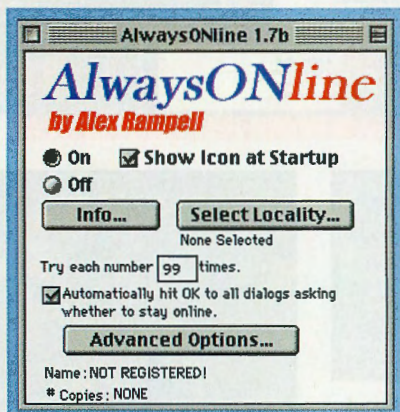 AlwaysONline 1.7b
AlwaysONline
by Alex Rampell
On
Show Icon at Startup
Off
Info...
Select Locality...
None Selected
Try each number 99 times.
Automatically hit OK to all dialogs asking
whether to stay online.
Advanced Options...
Name: NOT REGISTERED!
# Copies: NONE